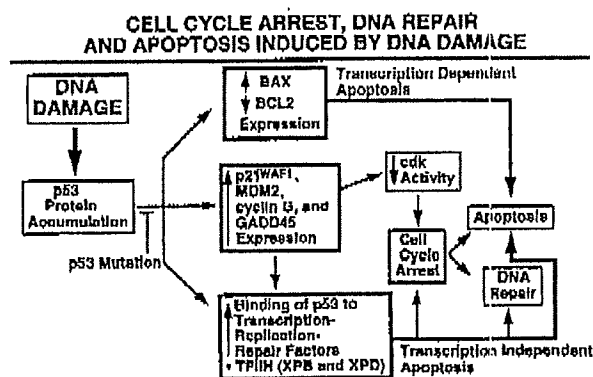 CELL CYCLE ARREST, DNA REPAIR
AND APOPTOSIS INDUCED BY DNA DAMAGE
DNA
DAMAGE
↑ BAX
↓ BCL2
Expression
Transcription Dependent
Apoptosis
p53
Protein
Accumulation
p53 Mutation
↑ p21WAF1,
MDM2,
cyclin G, and
GADD45
Expression
↓ cdk
Activity
Cell
Cycle
Arrest
Apoptosis
DNA
Repair
↑ Binding of p53 to
Transcription-
Replication-
Repair Factors
TFIIH (XPB and XPD)
Transcription Independent
Apoptosis